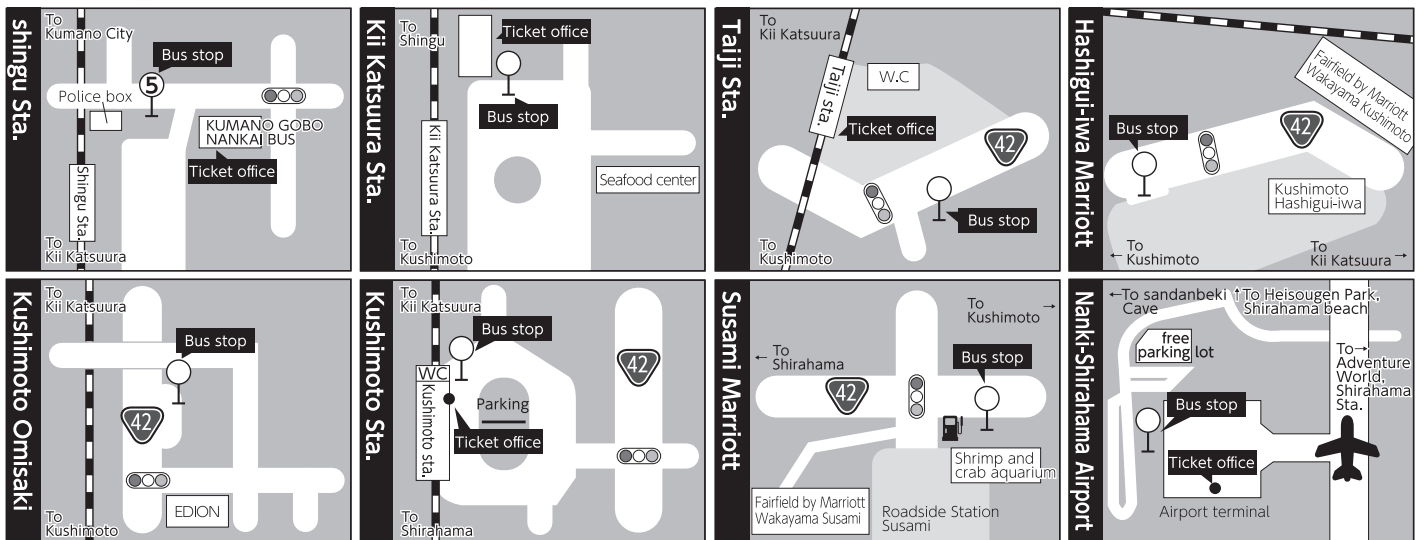 shingu Sta.
To
Kumano City
Bus stop
5
Police box
KUMANO GOBO
NANKAI BUS
Ticket office
Shingu Sta.
To
Kii Katsuura
Kii Katsuura Sta.
To
Shingu
Ticket office
Bus stop
Kii Katsuura Sta.
Seafood center
To
Kushimoto
Taiji Sta.
To
Kii Katsuura
Taiji sta.
W.C
Ticket office
42
Bus stop
To
Kushimoto
Hashigui-iwa Marriott
Fairfield by Marriott
Wakayama Kushimoto
Bus stop
42
Kushimoto
Hashigui-iwa
← To
Kushimoto
To →
Kii Katsuura
Kushimoto Omisaki
To
Kii Katsuura
Bus stop
42
EDION
To
Kushimoto
Kushimoto Sta.
To
Kii Katsuura
Bus stop
WC
Kushimoto sta.
Parking
Ticket office
42
To
Shirahama
Susami Marriott
To →
Kushimoto
← To
Shirahama
Bus stop
42
Shrimp and
crab aquarium
Fairfield by Marriott
Wakayama Susami
Roadside Station
Susami
Nanki-Shirahama Airport
←To sandanbeki
Cave
↑To Heisougen Park,
Shirahama beach
free
parking lot
To→
Adventure
World,
Shirahama
Sta.
Bus stop
Ticket office
Airport terminal